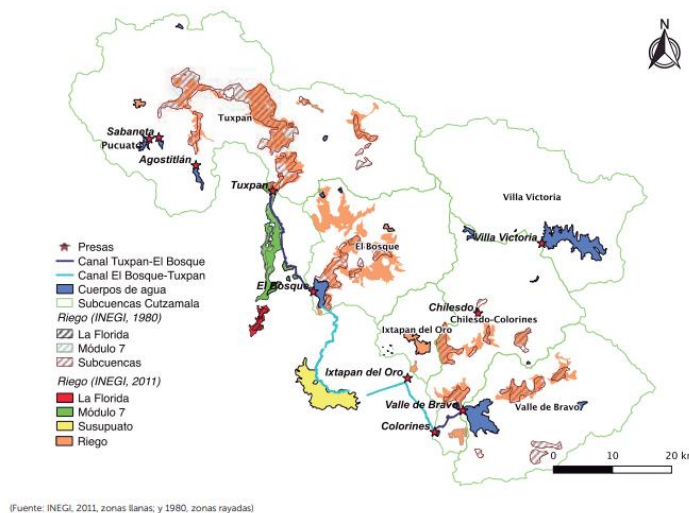 N
Sabaneta
Pucuato
Tuxpan
Agostitlán
Tuxpan
Villa Victoria
Villa Victoria
El Bosque
El Bosque
Chilesdo
Chilesdo-Colorines
Ixtapan del Oro
Ixtapan del Oro
Valle de Bravo
Valle de Bravo
Colorines
Presas
Canal Tuxpan-El Bosque
Canal El Bosque-Tuxpan
Cuerpos de agua
Subcuencas Cutzamala
Riego (INEGI, 1980)
La Florida
Módulo 7
Subcuencas
Riego (INEGI, 2011)
La Florida
Módulo 7
Susupuato
Riego
0 10 20 km
(Fuente: INEGI, 2011, zonas llanas; y 1980, zonas rayadas)